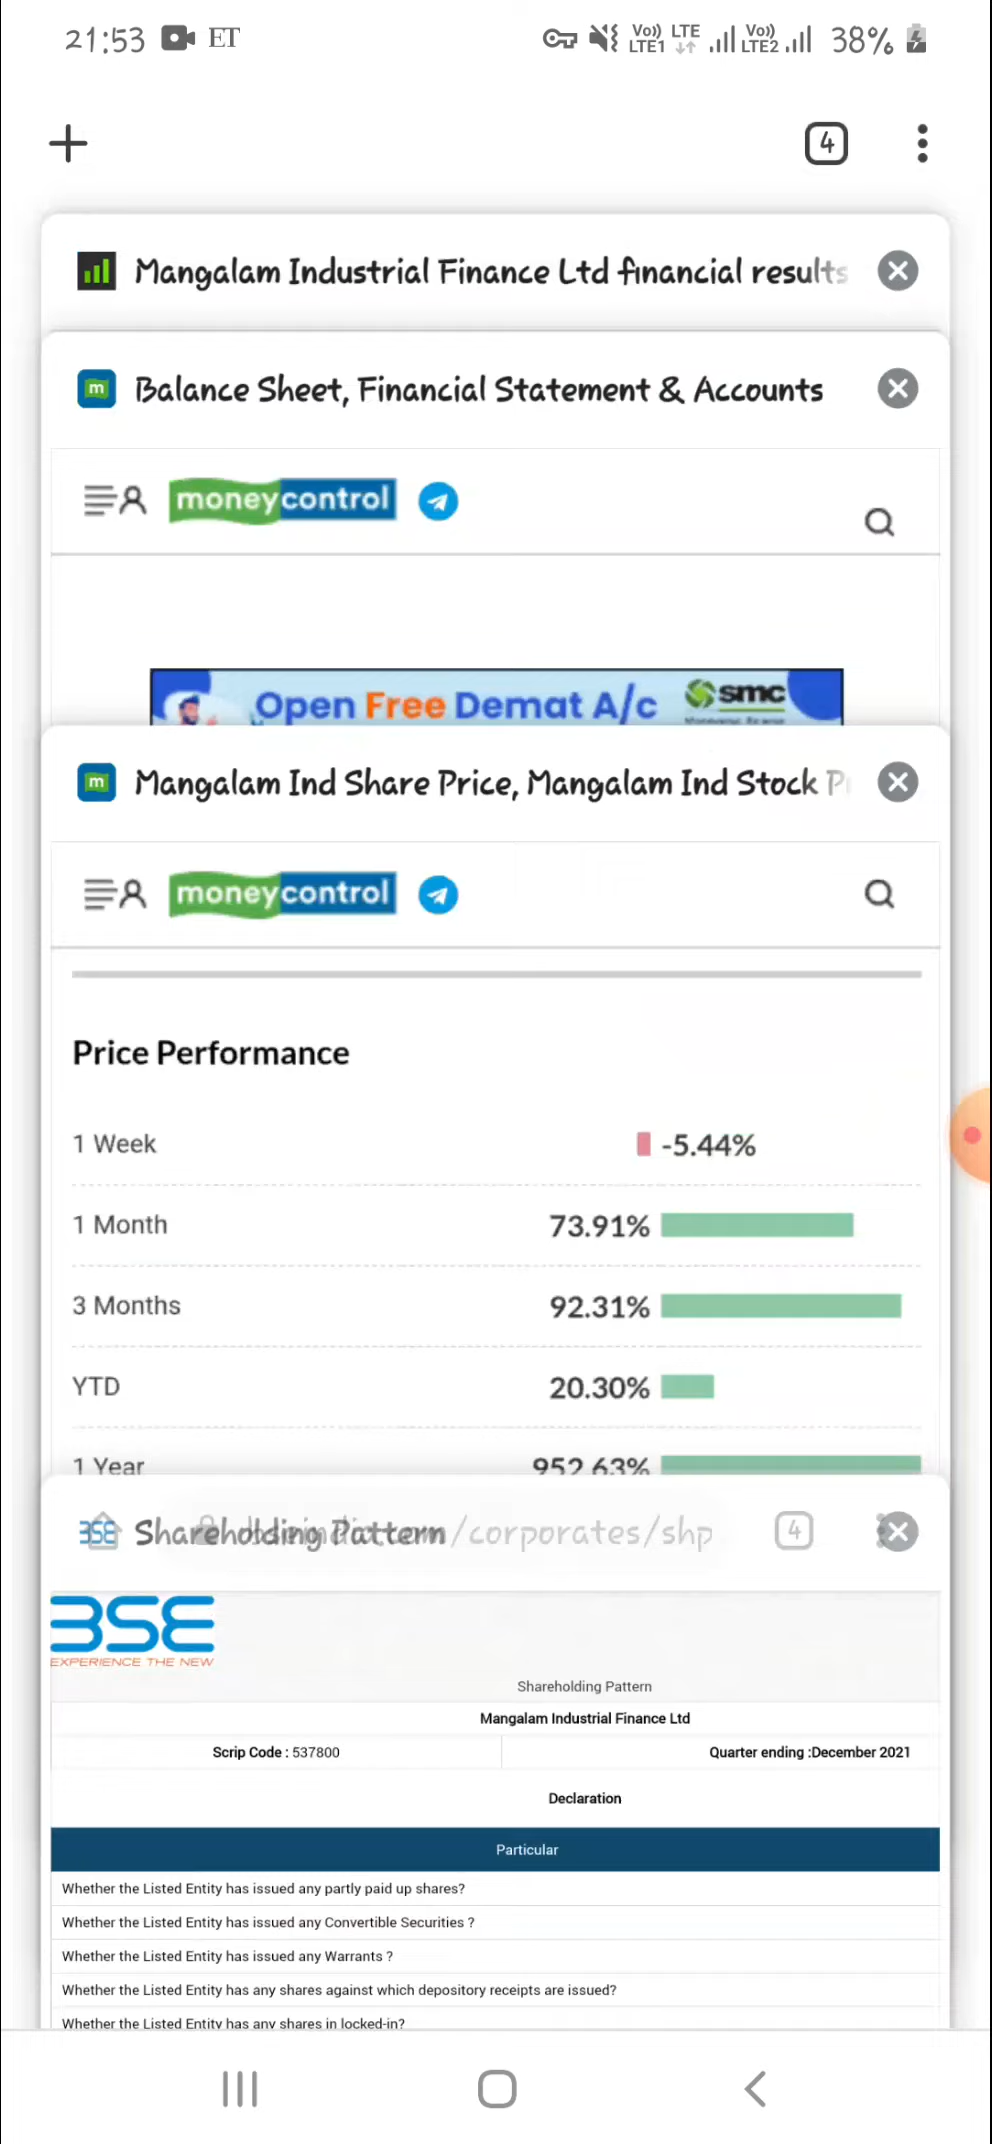 21:53 ET Vo)) LTE1 LTE Vo)) LTE2 38%
4
Mangalam Industrial Finance Ltd financial results
m Balance Sheet, Financial Statement & Accounts
moneycontrol
Open Free Demat A/c smc
m Mangalam Ind Share Price, Mangalam Ind Stock P
moneycontrol
Price Performance
1 Week -5.44%
1 Month 73.91%
3 Months 92.31%
YTD 20.30%
1 Year 952.63%
BSE Shareholding Pattern /corporates/shp 4
BSE
EXPERIENCE THE NEW
Shareholding Pattern
Mangalam Industrial Finance Ltd
Scrip Code : 537800 Quarter ending :December 2021
Declaration
Particular
Whether the Listed Entity has issued any partly paid up shares?
Whether the Listed Entity has issued any Convertible Securities ?
Whether the Listed Entity has issued any Warrants ?
Whether the Listed Entity has any shares against which depository receipts are issued?
Whether the Listed Entity has any shares in locked-in?